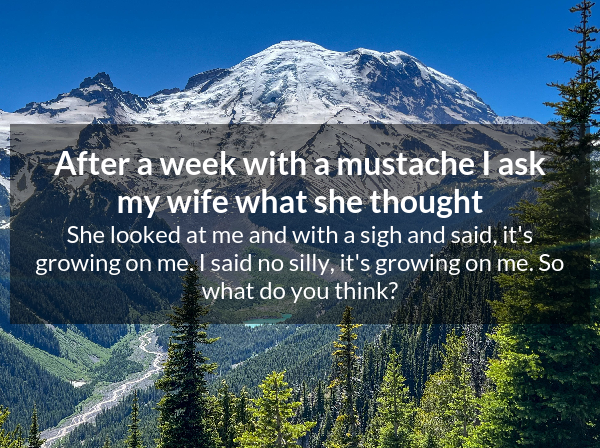 After a week with a mustache I ask
my wife what she thought
She looked at me and with a sigh and said, it's
growing on me. I said no silly, it's growing on me. So
what do you think?